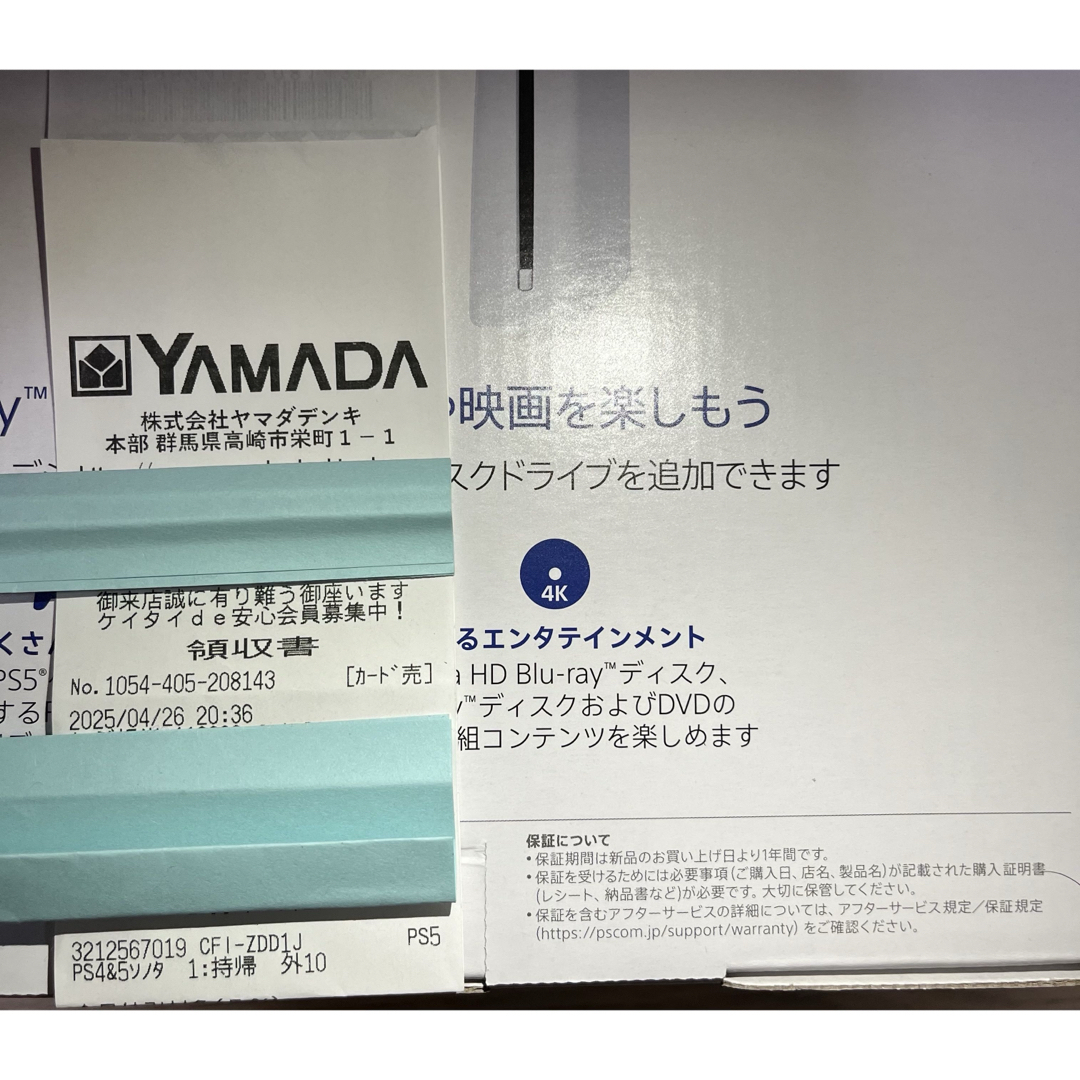 YAMADA
株式会社ヤマダデンキ
本部 群馬県高崎市栄町1-1
御来店誠に有り難う御座います
ケイタイde安心会員募集中!
領収書
No. 1054-405-208143 [カード売]
2025/04/26 20:36
3212567019 CFI-ZDD1J PS5
PS4&5ソノタ 1:持帰 外10
y™
映画を楽しもう
スクドライブを追加できます
4K
くさ
るエンタテインメント
PS5®
a HD Blu-ray™ディスク、
する
y™ディスクおよびDVDの
組コンテンツを楽しめます
保証について
•保証期間は新品のお買い上げ日より1年間です。
•保証を受けるためには必要事項(ご購入日、店名、製品名)が記載された購入証明書
(レシート、納品書など)が必要です。大切に保管してください。
•保証を含むアフターサービスの詳細については、アフターサービス規定/保証規定
(https://pscom.jp/support/warranty) をご確認ください。